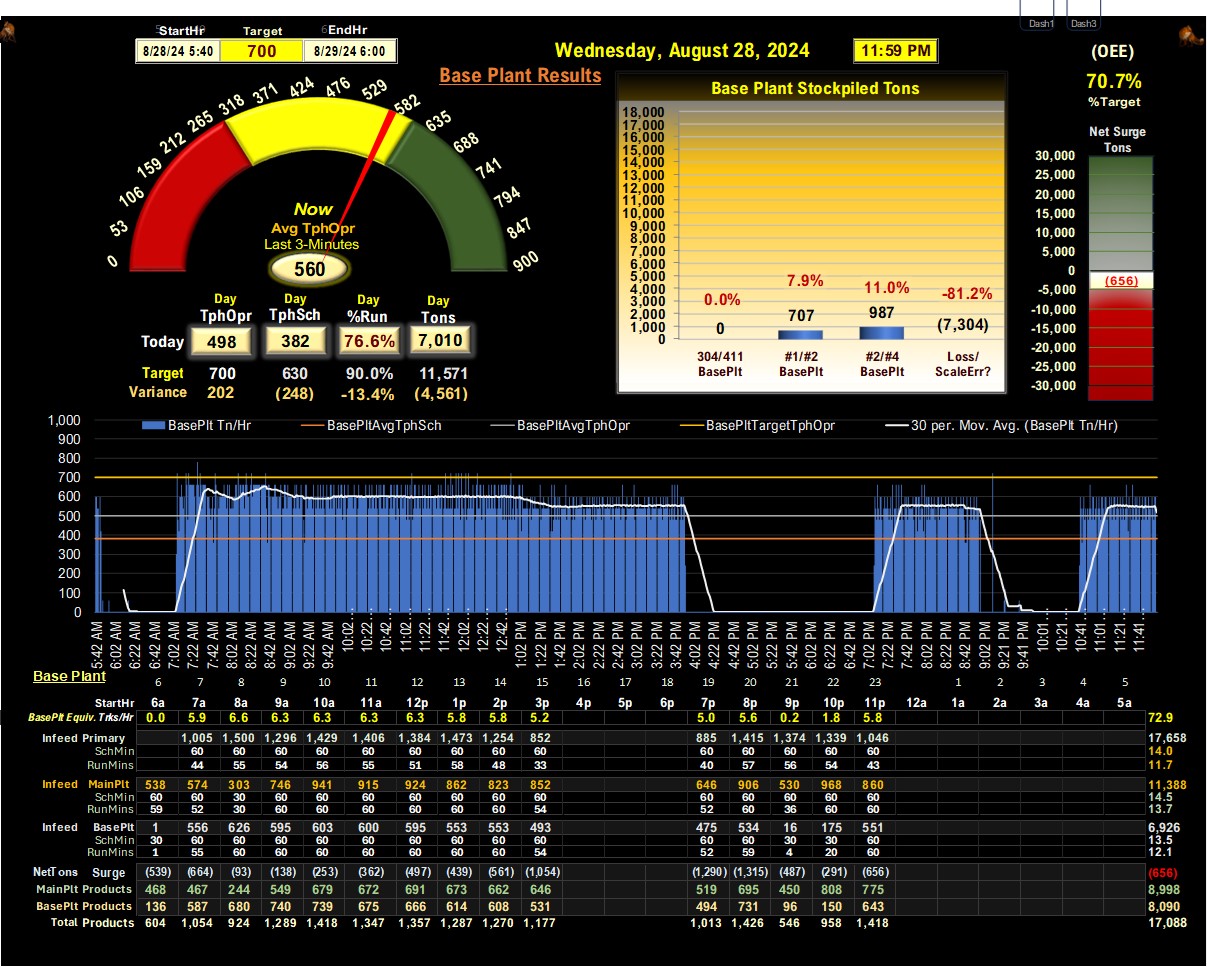 Dash1 Dash3
StartHr Target EndHr
8/28/24 5:40 700 8/29/24 6:00
Wednesday, August 28, 2024 11:59 PM
Base Plant Results
0 53 106 159 212 265 318 371 424 476 529 582 635 688 741 794 847 900
Now
Avg TphOpr
Last 3-Minutes
560
Day Day Day Day
TphOpr TphSch %Run Tons
Today 498 382 76.6% 7,010
Target 700 630 90.0% 11,571
Variance 202 (248) -13.4% (4,561)
Base Plant Stockpiled Tons
18,000
17,000
16,000
15,000
14,000
13,000
12,000
11,000
10,000
9,000
8,000
7,000
6,000
5,000
4,000
3,000
2,000
1,000
0
0.0% 7.9% 11.0% -81.2%
0 707 987 (7,304)
304/411 #1/#2 #2/#4 Loss/
BasePlt BasePlt BasePlt ScaleErr?
(OEE)
70.7%
%Target
Net Surge
Tons
30,000
25,000
20,000
15,000
10,000
5,000
0
(656)
-5,000
-10,000
-15,000
-20,000
-25,000
-30,000
BasePlt Tn/Hr BasePltAvgTphSch BasePltAvgTphOpr BasePltTargetTphOpr 30 per. Mov. Avg. (BasePlt Tn/Hr)
1,000
900
800
700
600
500
400
300
200
100
0
5:42 AM 6:02 AM 6:22 AM 7:02 AM 7:22 AM 7:42 AM 8:02 AM 8:22 AM 8:42 AM 9:02 AM 9:22 AM 9:42 AM 10:02... 10:22... 10:42... 11:02... 11:22... 11:42... 12:02... 12:22... 12:42... 1:02 PM 1:22 PM 1:42 PM 2:02 PM 2:22 PM 2:42 PM 3:02 PM 3:22 PM 3:42 PM 4:02 PM 4:22 PM 4:42 PM 5:02 PM 5:22 PM 5:42 PM 6:02 PM 6:22 PM 6:42 PM 7:02 PM 7:22 PM 7:42 PM 8:02 PM 8:22 PM 8:42 PM 9:02 PM 9:21 PM 9:41 PM 10:01... 10:21... 10:41... 11:01... 11:21... 11:41...
Base Plant
6 7 8 9 10 11 12 13 14 15 16 17 18 19 20 21 22 23 1 2 3 4 5
StartHr 6a 7a 8a 9a 10a 11a 12p 1p 2p 3p 4p 5p 6p 7p 8p 9p 10p 11p 12a 1a 2a 3a 4a 5a
BasePlt Equiv. Trks/Hr 0.0 5.9 6.6 6.3 6.3 6.3 6.3 5.8 5.8 5.2 5.0 5.6 0.2 1.8 5.8 72.9
Infeed Primary 1,005 1,500 1,296 1,429 1,406 1,384 1,473 1,254 852 885 1,415 1,374 1,339 1,046 17,658
SchMin 60 60 60 60 60 60 60 60 60 60 60 60 60 60 14.0
RunMins 44 55 54 56 55 51 58 48 33 40 57 56 54 43 11.7
Infeed MainPlt 538 574 303 746 941 915 924 862 823 852 646 906 530 968 860 11,388
SchMin 60 60 30 60 60 60 60 60 60 60 60 60 60 60 60 14.5
RunMins 59 52 30 60 60 60 60 60 60 54 52 60 36 60 60 13.7
Infeed BasePlt 1 556 626 595 603 600 595 553 553 493 475 534 16 175 551 6,926
SchMin 30 60 60 60 60 60 60 60 60 60 60 60 30 30 60 13.5
RunMins 1 55 60 60 60 60 60 60 60 54 52 59 4 20 60 12.1
NetTons Surge (539) (664) (93) (138) (253) (362) (497) (439) (561) (1,054) (1,290) (1,315) (487) (291) (656) (656)
MainPlt Products 468 467 244 549 679 672 691 673 662 646 519 695 450 808 775 8,998
BasePlt Products 136 587 680 740 739 675 666 614 608 531 494 731 96 150 643 8,090
Total Products 604 1,054 924 1,289 1,418 1,347 1,357 1,287 1,270 1,177 1,013 1,426 546 958 1,418 17,088